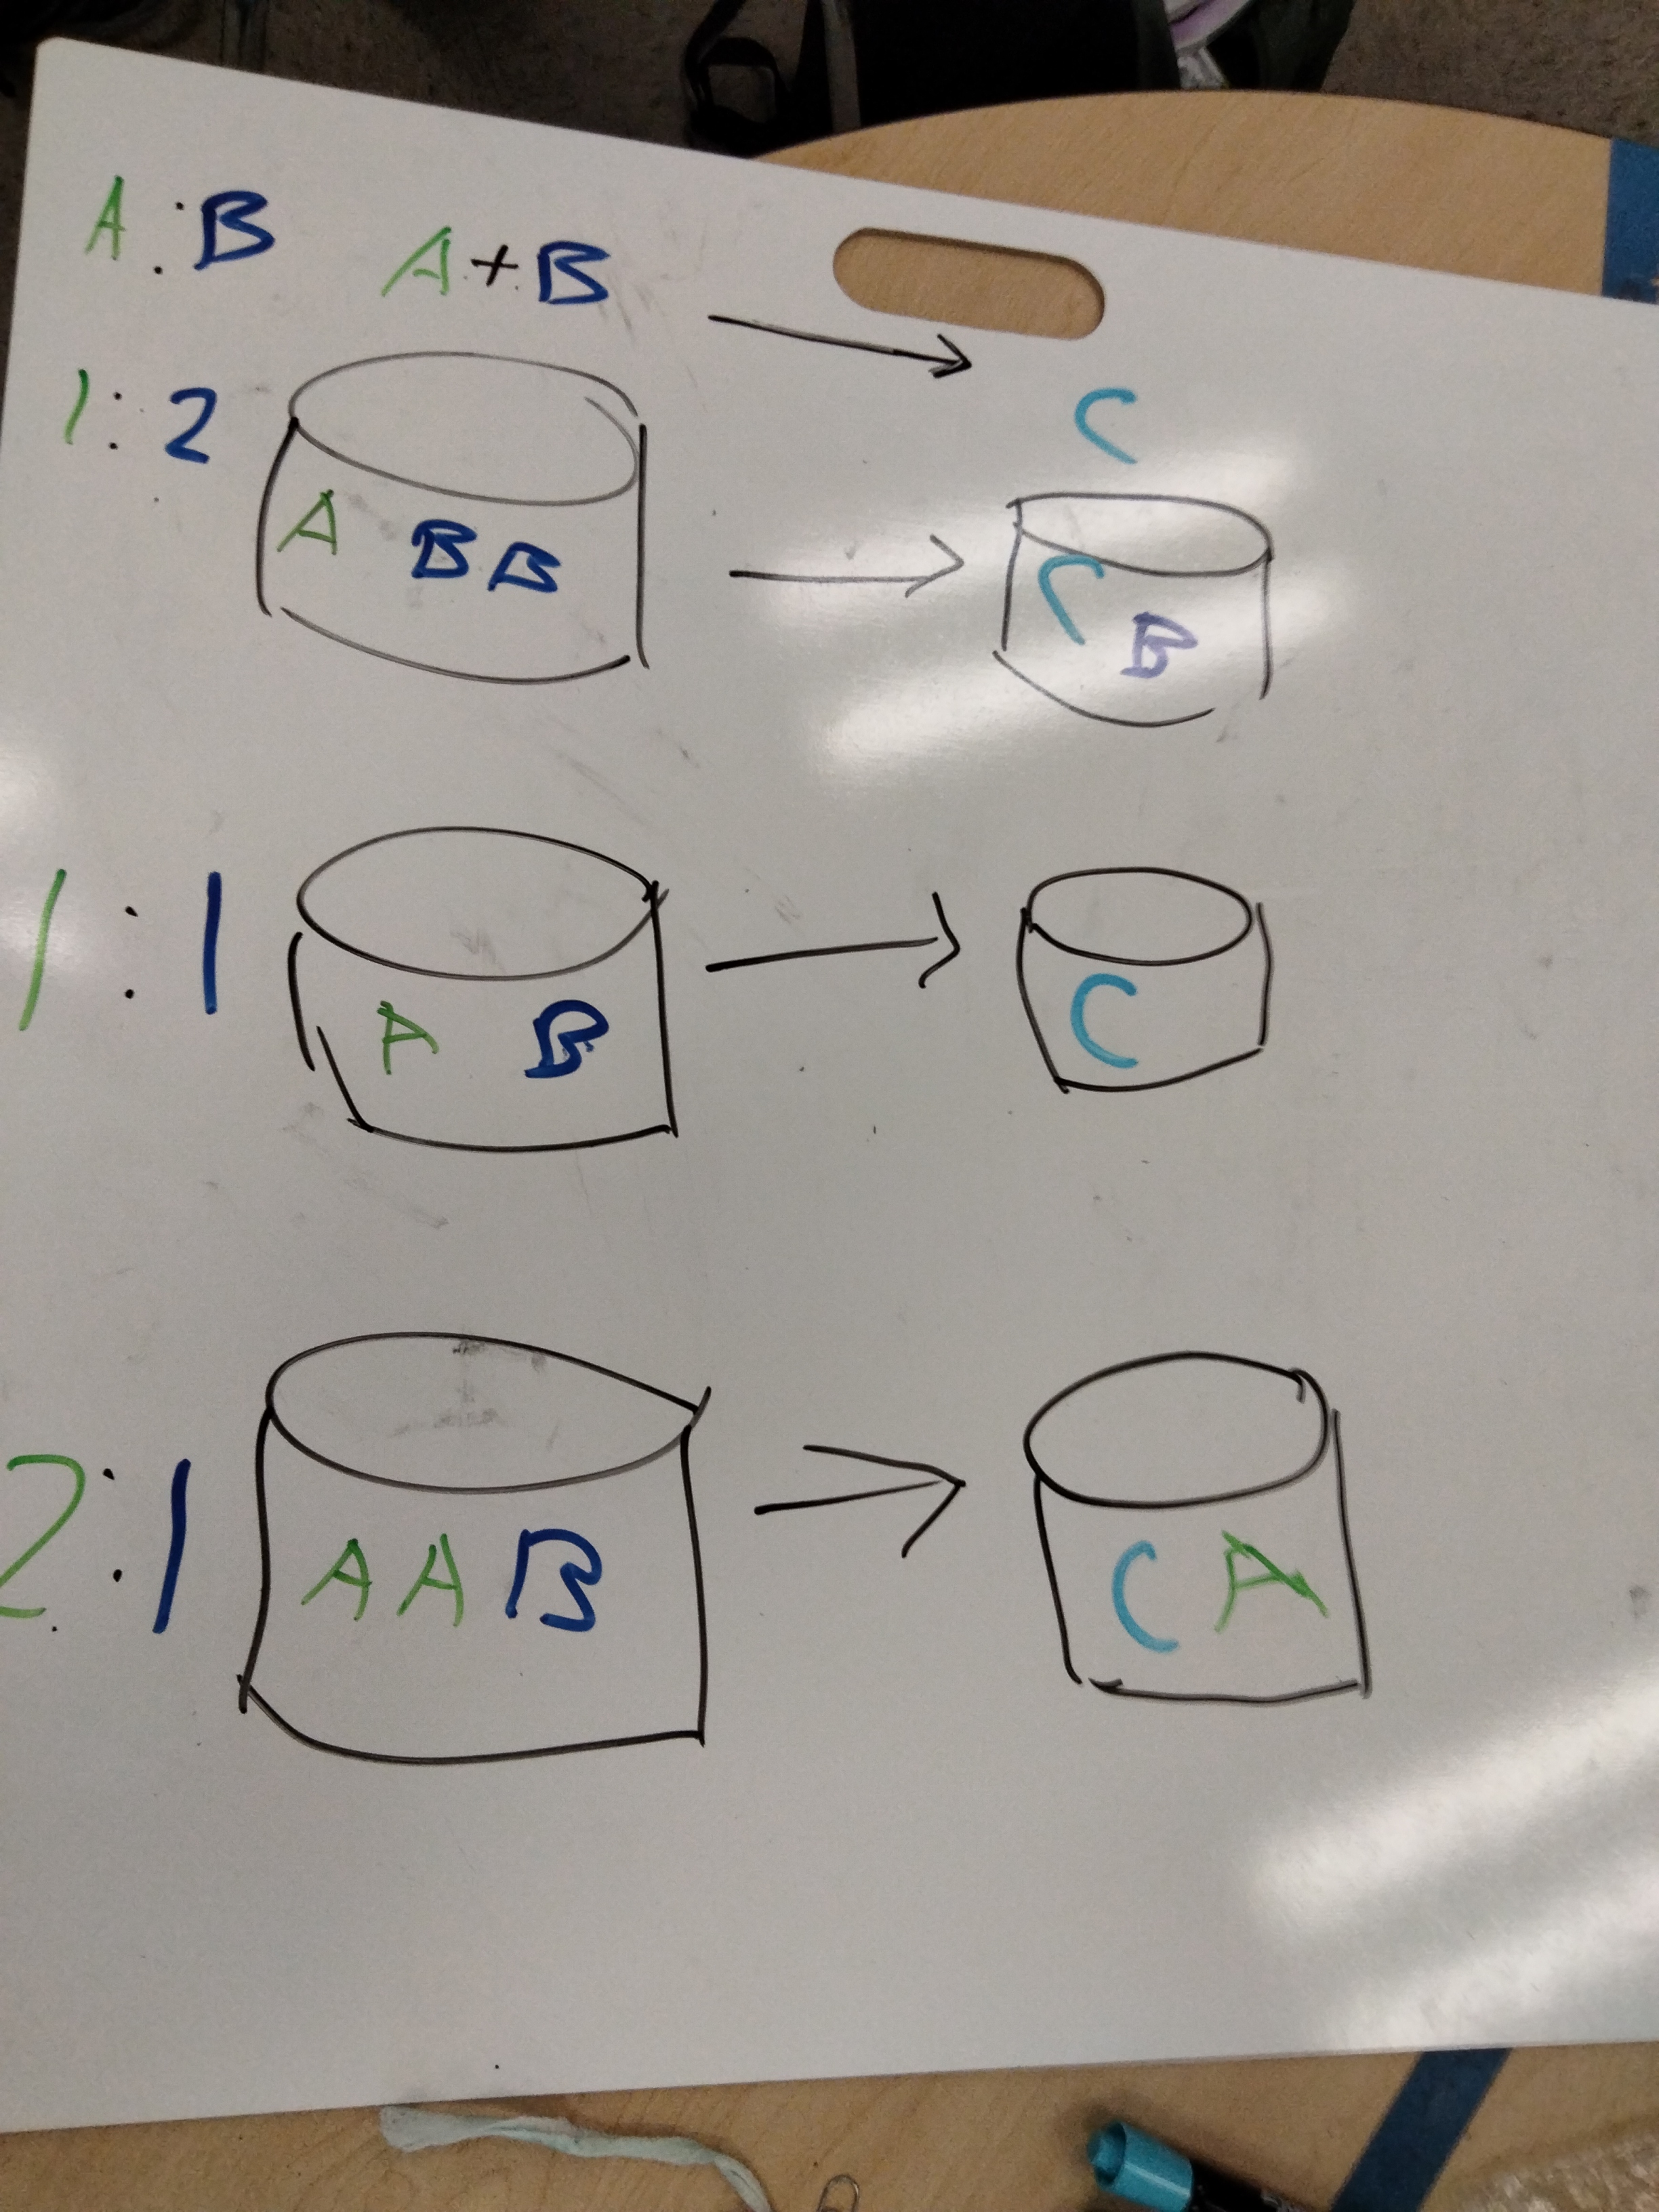 A : B A + B → C
1 : 2 A B B → C B
1 : 1 A B → C
2 : 1 A A B → C A